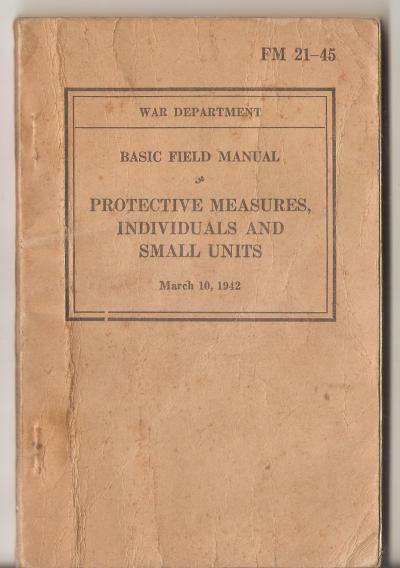 FM 21–45
WAR DEPARTMENT
BASIC FIELD MANUAL
PROTECTIVE MEASURES,
INDIVIDUALS AND
SMALL UNITS
March 10, 1942